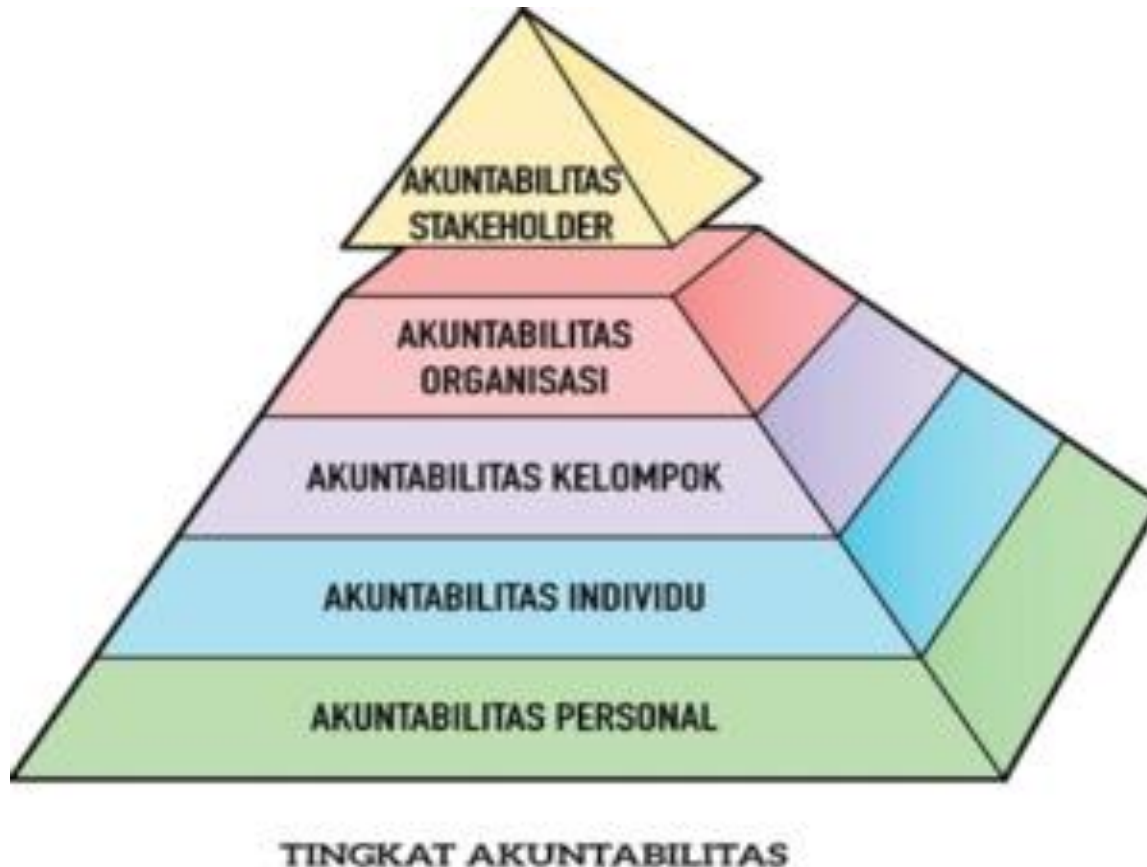 AKUNTABILITAS
STAKEHOLDER
AKUNTABILITAS
ORGANISASI
AKUNTABILITAS KELOMPOK
AKUNTABILITAS INDIVIDU
AKUNTABILITAS PERSONAL
TINGKAT AKUNTABILITAS